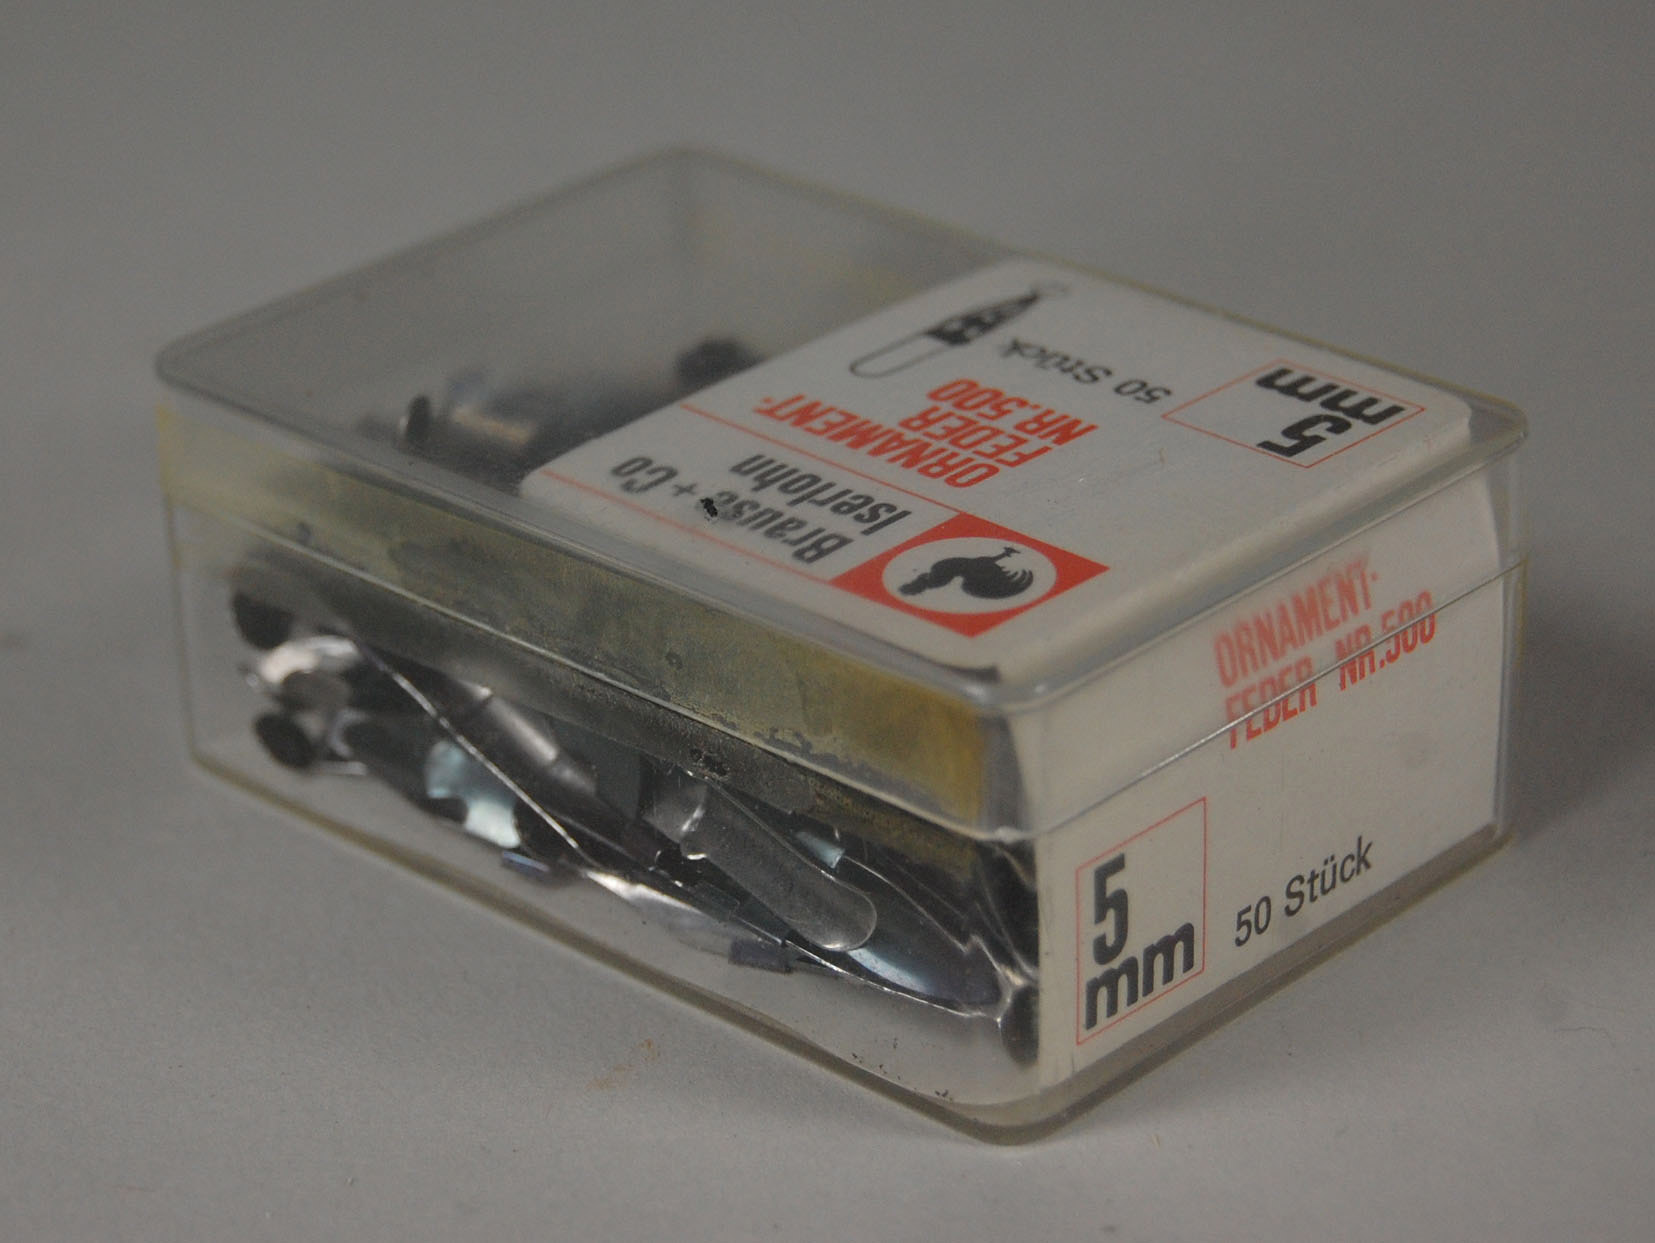 Brause + Co
Iserlohn
ORNAMENT-
FEDER
NR.500
50 Stück
5
mm
ORNAMENT-
FEDER NR.500
5
mm
50 Stück